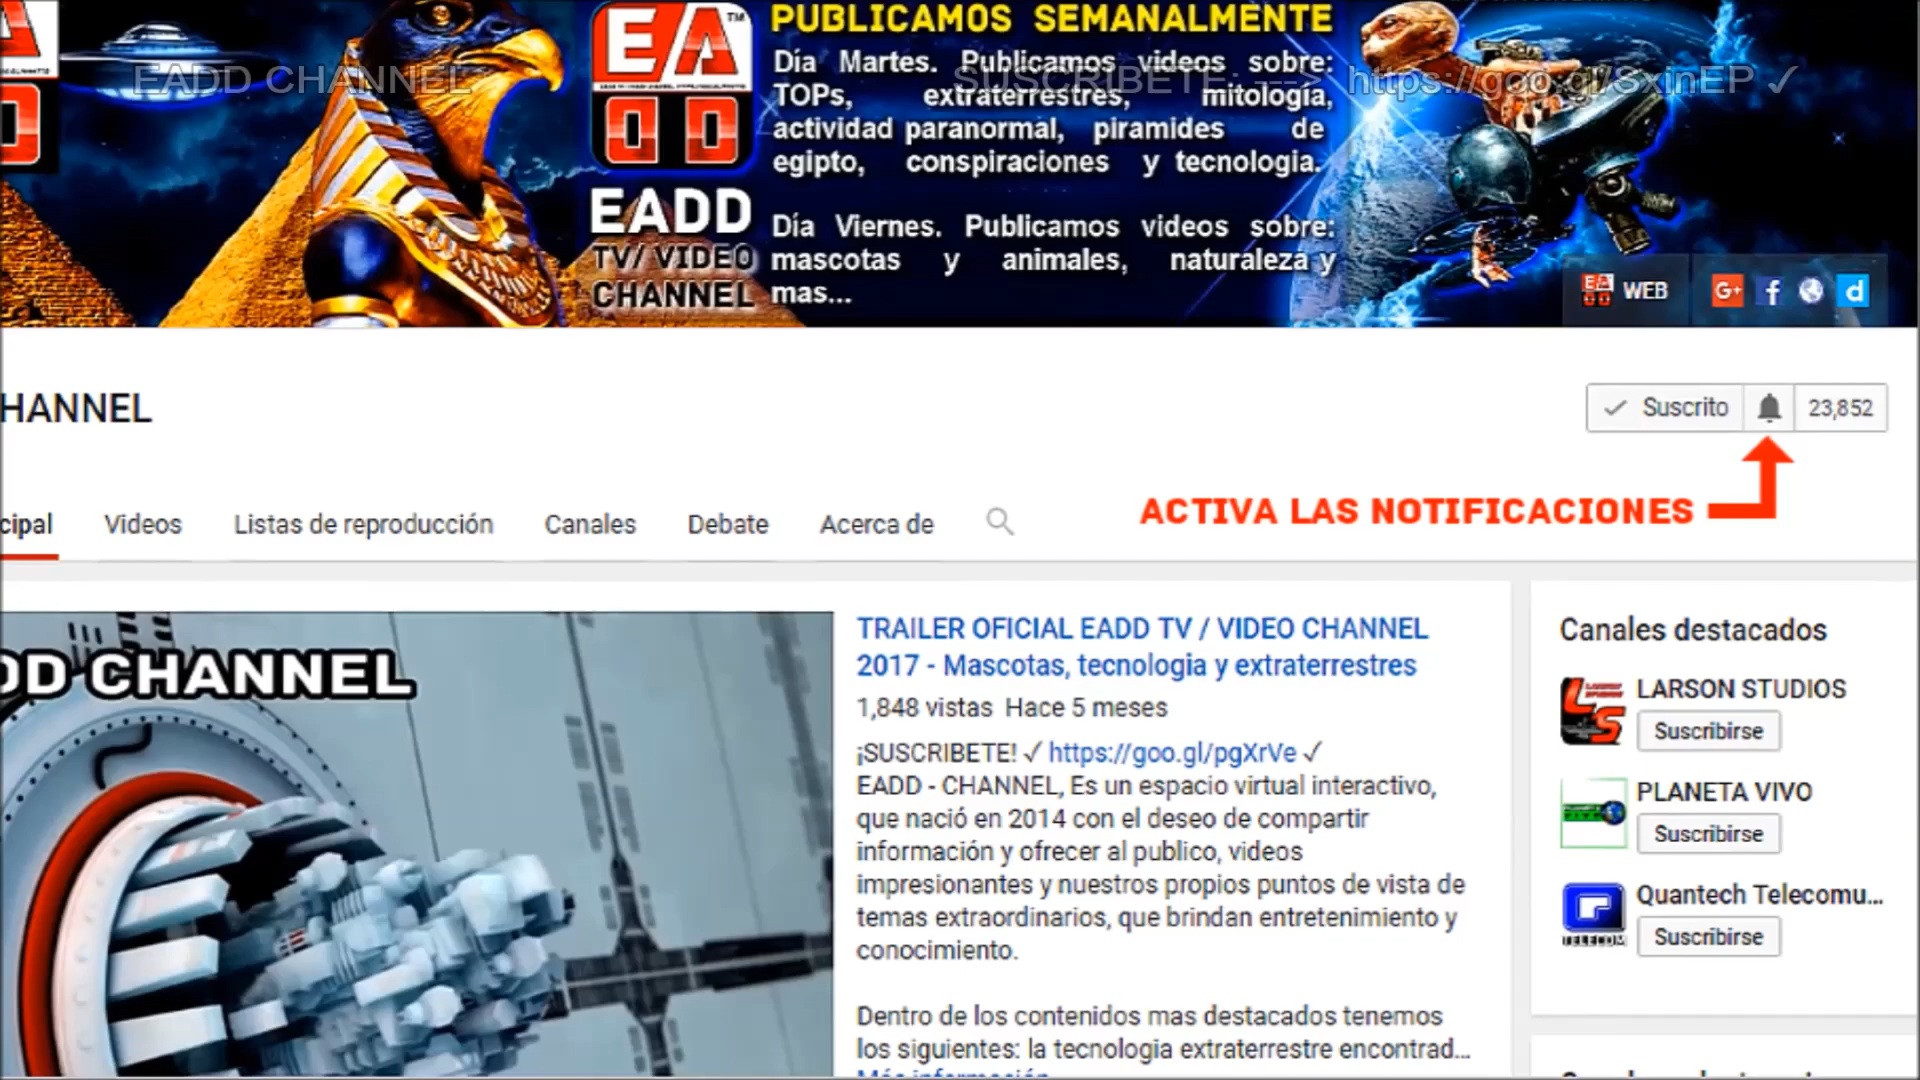 PUBLICAMOS SEMANALMENTE
EA™
EADD CHANNEL
SUSCRIBETE: ---> https://goo.gl/SxinEP ✓
Día Martes. Publicamos videos sobre:
TOPs, extraterrestres, mitología,
actividad paranormal, piramides de
egipto, conspiraciones y tecnologia.
EADD
TV/ VIDEO
CHANNEL
Día Viernes. Publicamos videos sobre:
mascotas y animales, naturaleza y
mas...
WEB
HANNEL
Suscrito
23,852
ACTIVA LAS NOTIFICACIONES
cipal
Videos
Listas de reproducción
Canales
Debate
Acerca de
DD CHANNEL
TRAILER OFICIAL EADD TV / VIDEO CHANNEL
2017 - Mascotas, tecnologia y extraterrestres
1,848 vistas Hace 5 meses
¡SUSCRIBETE! ✓ https://goo.gl/pgXrVe ✓
EADD - CHANNEL, Es un espacio virtual interactivo,
que nació en 2014 con el deseo de compartir
información y ofrecer al publico, videos
impresionantes y nuestros propios puntos de vista de
temas extraordinarios, que brindan entretenimiento y
conocimiento.
Dentro de los contenidos mas destacados tenemos
los siguientes: la tecnologia extraterrestre encontrad...
Más información
Canales destacados
LARSON STUDIOS
Suscribirse
PLANETA VIVO
Suscribirse
Quantech Telecomu...
TELECOM
Suscribirse